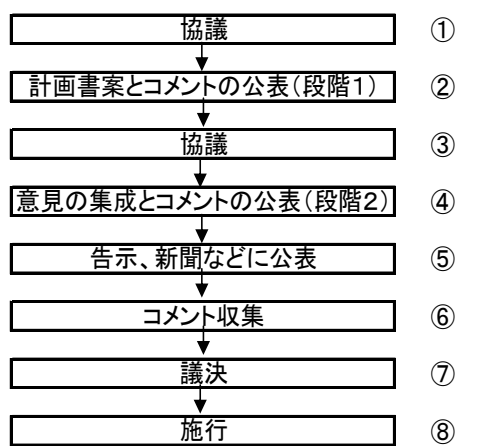 協議 ①
計画書案とコメントの公表（段階1） ②
協議 ③
意見の集成とコメントの公表（段階2） ④
告示、新聞などに公表 ⑤
コメント収集 ⑥
議決 ⑦
施行 ⑧